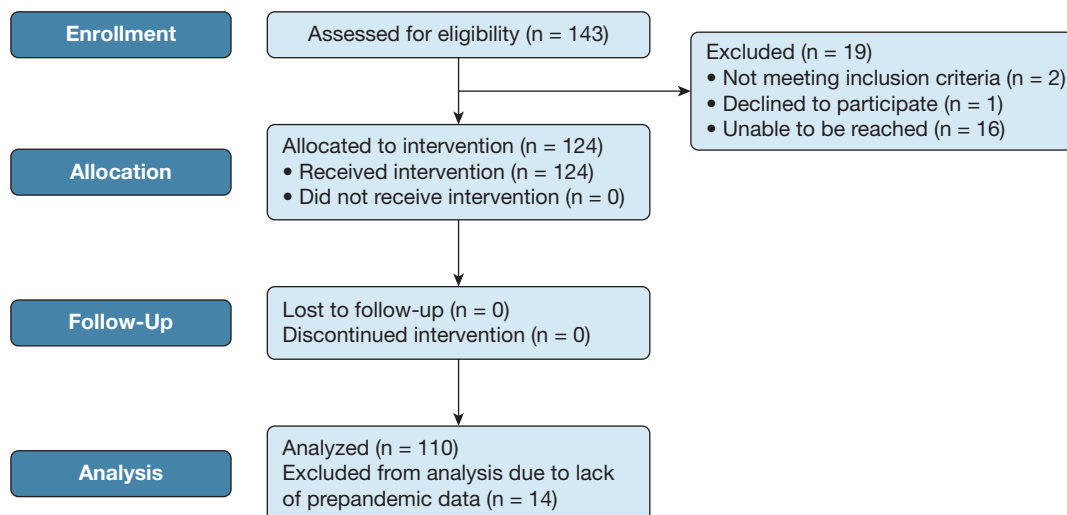 Enrollment
Assessed for eligibility (n = 143)
Excluded (n = 19)
• Not meeting inclusion criteria (n = 2)
• Declined to participate (n = 1)
• Unable to be reached (n = 16)
Allocation
Allocated to intervention (n = 124)
• Received intervention (n = 124)
• Did not receive intervention (n = 0)
Follow-Up
Lost to follow-up (n = 0)
Discontinued intervention (n = 0)
Analysis
Analyzed (n = 110)
Excluded from analysis due to lack
of prepandemic data (n = 14)